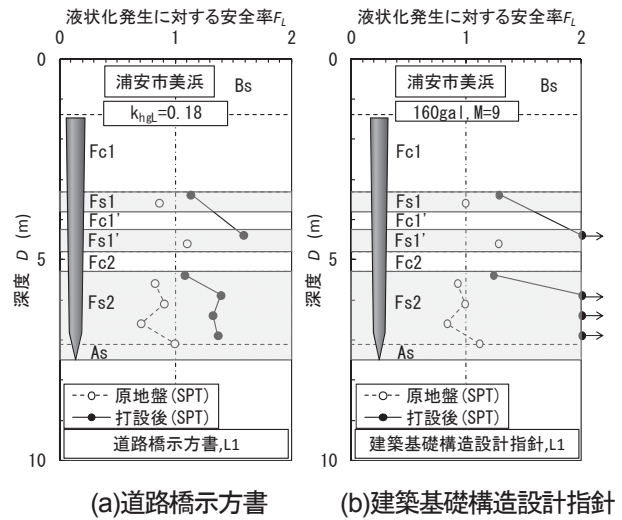 液状化発生に対する安全率FL
0 1 2
0
5
10
深度 D (m)
浦安市美浜
Bs
khgL=0.18
Fc1
Fs1
Fc1'
Fs1'
Fc2
Fs2
As
原地盤(SPT)
打設後(SPT)
道路橋示方書,L1
(a)道路橋示方書
液状化発生に対する安全率FL
0 1 2
0
5
10
深度 D (m)
浦安市美浜
Bs
160gal,M=9
Fc1
Fs1
Fc1'
Fs1'
Fc2
Fs2
As
原地盤(SPT)
打設後(SPT)
建築基礎構造設計指針,L1
(b)建築基礎構造設計指針